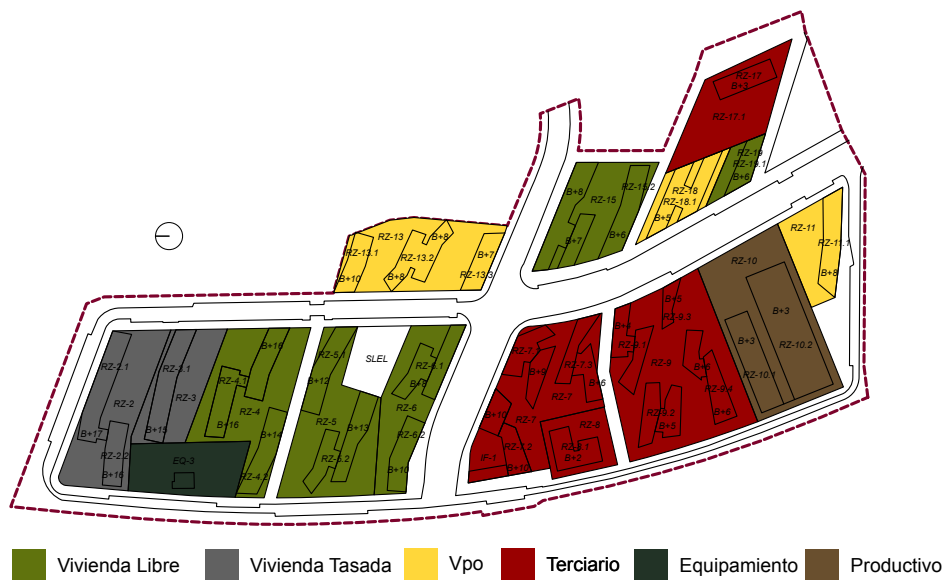 RZ-17
B+3
RZ-17.1
RZ-19
RZ-19.1
B+6
RZ-18
RZ-18.1
B+5
B+8
RZ-15.2
RZ-15
B+7
B+6
RZ-11
RZ-11.1
B+8
RZ-13
B+8
RZ-13.1
RZ-13.2
B+7
B+10
B+8
RZ-13.3
RZ-10
B+3
B+3
RZ-10.2
RZ-10.1
B+5
RZ-9.3
RZ-9.1
RZ-9
RZ-9.4
RZ-9.2
B+5
B+6
RZ-7.3
B+9
B+6
RZ-7
B+10
RZ-7
RZ-8
RZ-7.2
RZ-8.1
IF-1
B+2
B+10
B+16
RZ-5.1
SLEL
RZ-6.1
RZ-2.1
RZ-3.1
RZ-4.1
B+12
RZ-2
RZ-3
RZ-4
RZ-6
RZ-5
B+13
B+17
B+15
B+16
B+14
RZ-6.2
RZ-2.2
EQ-3
RZ-5.2
B+16
RZ-4.2
B+10
Vivienda Libre
Vivienda Tasada
Vpo
Terciario
Equipamiento
Productivo